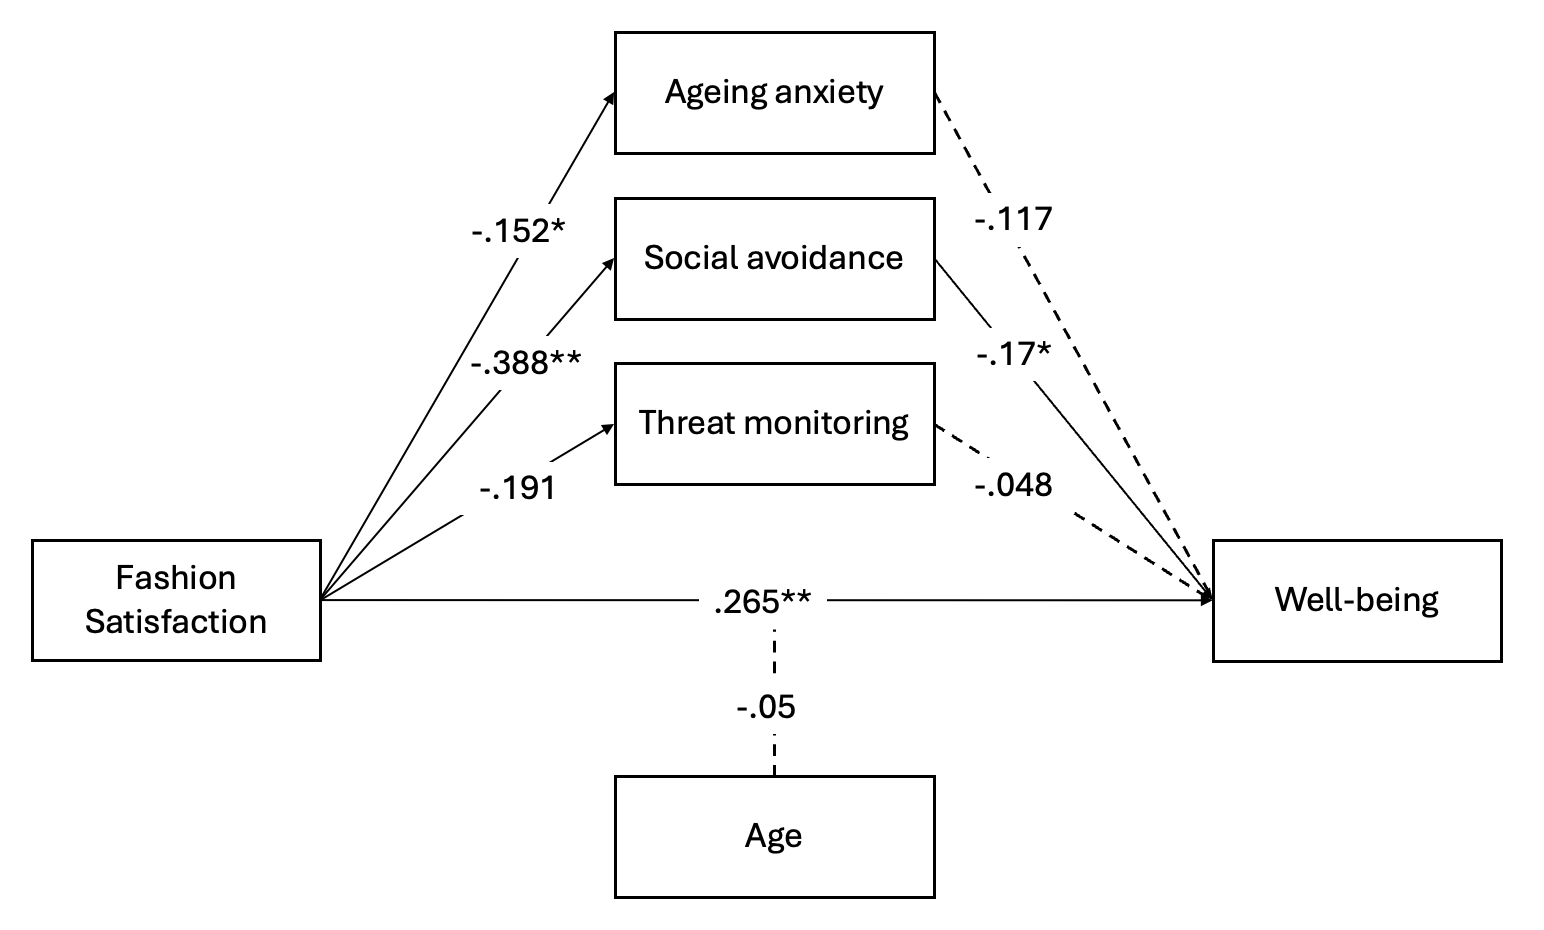 Ageing anxiety
-.152*
-.117
Social avoidance
-.388**
-.17*
Threat monitoring
-.191
-.048
Fashion
Satisfaction
.265**
Well-being
-.05
Age